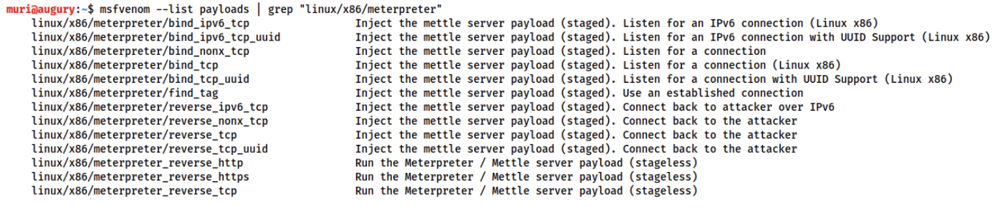 muri@augury:~$ msfvenom --list payloads | grep "linux/x86/meterpreter"
linux/x86/meterpreter/bind_ipv6_tcp Inject the mettle server payload (staged). Listen for an IPv6 connection (Linux x86)
linux/x86/meterpreter/bind_ipv6_tcp_uuid Inject the mettle server payload (staged). Listen for an IPv6 connection with UUID Support (Linux x86)
linux/x86/meterpreter/bind_nonx_tcp Inject the mettle server payload (staged). Listen for a connection
linux/x86/meterpreter/bind_tcp Inject the mettle server payload (staged). Listen for a connection (Linux x86)
linux/x86/meterpreter/bind_tcp_uuid Inject the mettle server payload (staged). Listen for a connection with UUID Support (Linux x86)
linux/x86/meterpreter/find_tag Inject the mettle server payload (staged). Use an established connection
linux/x86/meterpreter/reverse_ipv6_tcp Inject the mettle server payload (staged). Connect back to attacker over IPv6
linux/x86/meterpreter/reverse_nonx_tcp Inject the mettle server payload (staged). Connect back to the attacker
linux/x86/meterpreter/reverse_tcp Inject the mettle server payload (staged). Connect back to the attacker
linux/x86/meterpreter/reverse_tcp_uuid Inject the mettle server payload (staged). Connect back to the attacker
linux/x86/meterpreter_reverse_http Run the Meterpreter / Mettle server payload (stageless)
linux/x86/meterpreter_reverse_https Run the Meterpreter / Mettle server payload (stageless)
linux/x86/meterpreter_reverse_tcp Run the Meterpreter / Mettle server payload (stageless)